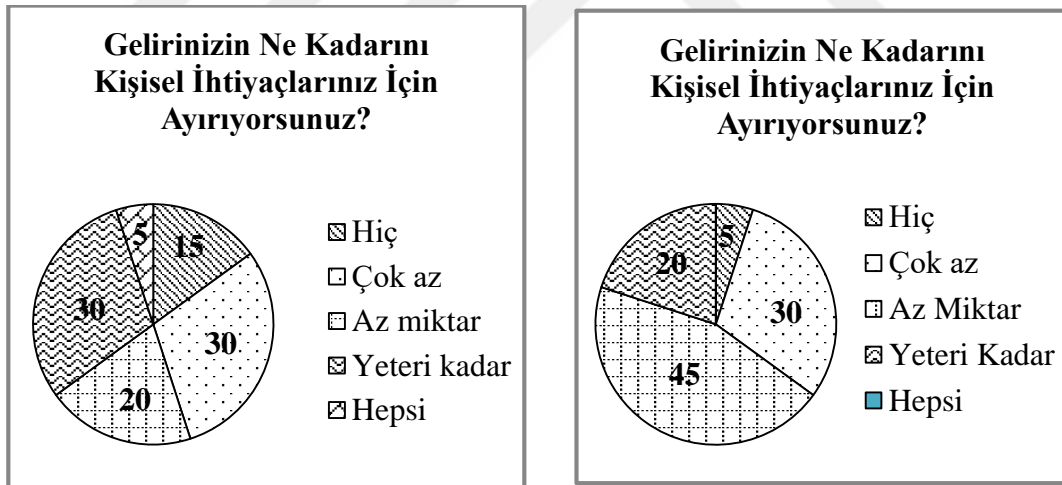 Gelirinizin Ne Kadarını
Kişisel İhtiyaçlarınız İçin
Ayırıyorsunuz?
5
15
30
30
20
Hiç
Çok az
Az miktar
Yeteri kadar
Hepsi
Gelirinizin Ne Kadarını
Kişisel İhtiyaçlarınız İçin
Ayırıyorsunuz?
5
20
30
45
Hiç
Çok az
Az Miktar
Yeteri Kadar
Hepsi